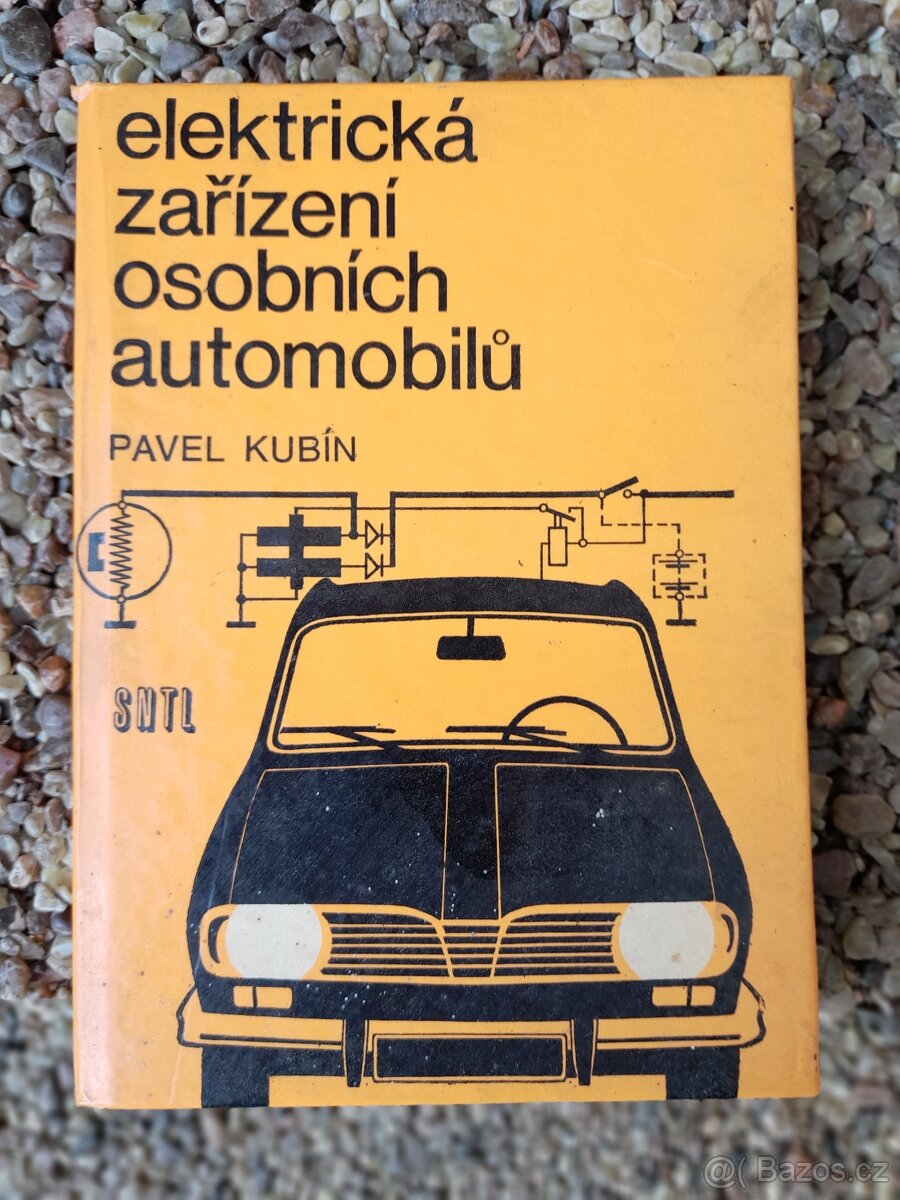 elektrická
zařízení
osobních
automobilů
PAVEL KUBÍN
SNTL
@( Bazos.cz